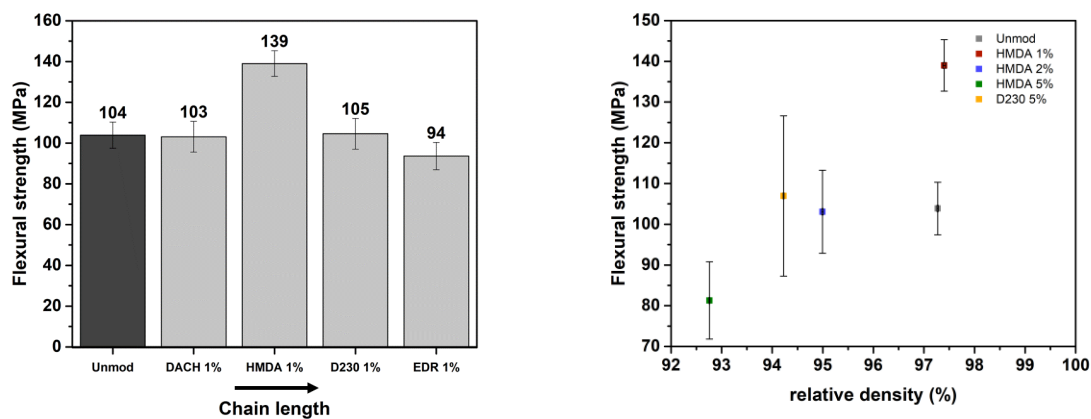 160
140
120
100
80
60
40
20
0
Flexural strength (MPa)
104
103
139
105
94
Unmod DACH 1% HMDA 1% D230 1% EDR 1%
Chain length
150
140
130
120
110
100
90
80
70
Flexural strength (MPa)
Unmod
HMDA 1%
HMDA 2%
HMDA 5%
D230 5%
92 93 94 95 96 97 98 99 100
relative density (%)